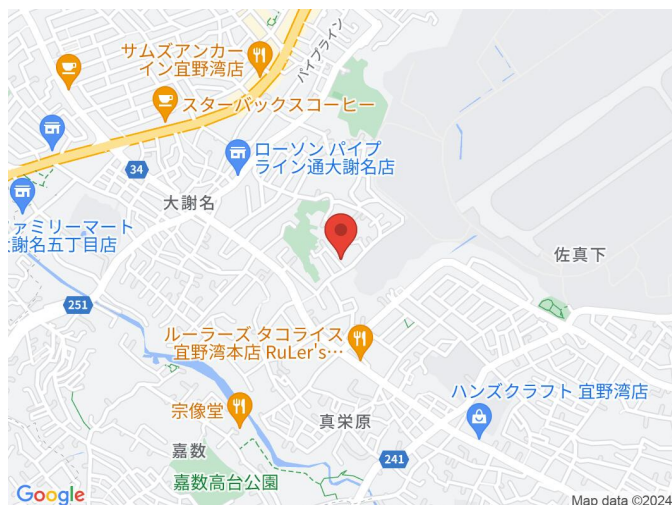 サムズアンカー
イン宜野湾店
パイプライン
スターバックスコーヒー
34
ローソン パイプ
ライン通大謝名店
大謝名
ファミリーマート
大謝名五丁目店
佐真下
251
ルーラーズ タコライス
宜野湾本店 RuLer's…
ハンズクラフト 宜野湾店
宗像堂
真栄原
嘉数
241
嘉数高台公園
Google
Map data ©2024